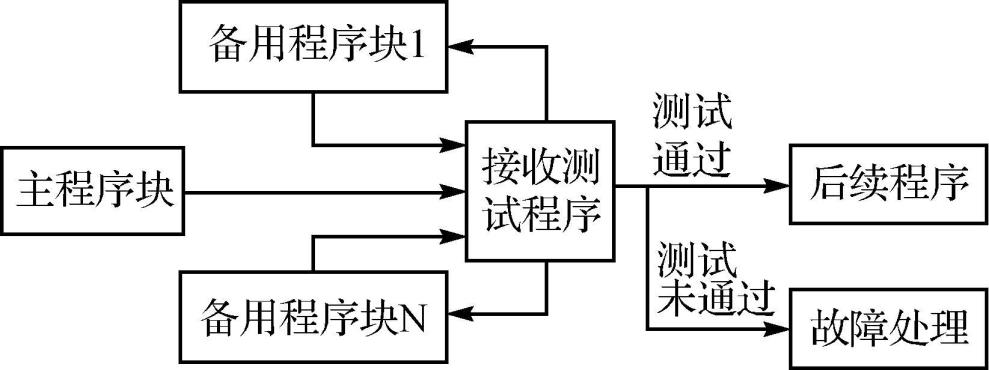 备用程序块1
主程序块
接收测
试程序
测试
通过
后续程序
备用程序块N
测试
未通过
故障处理